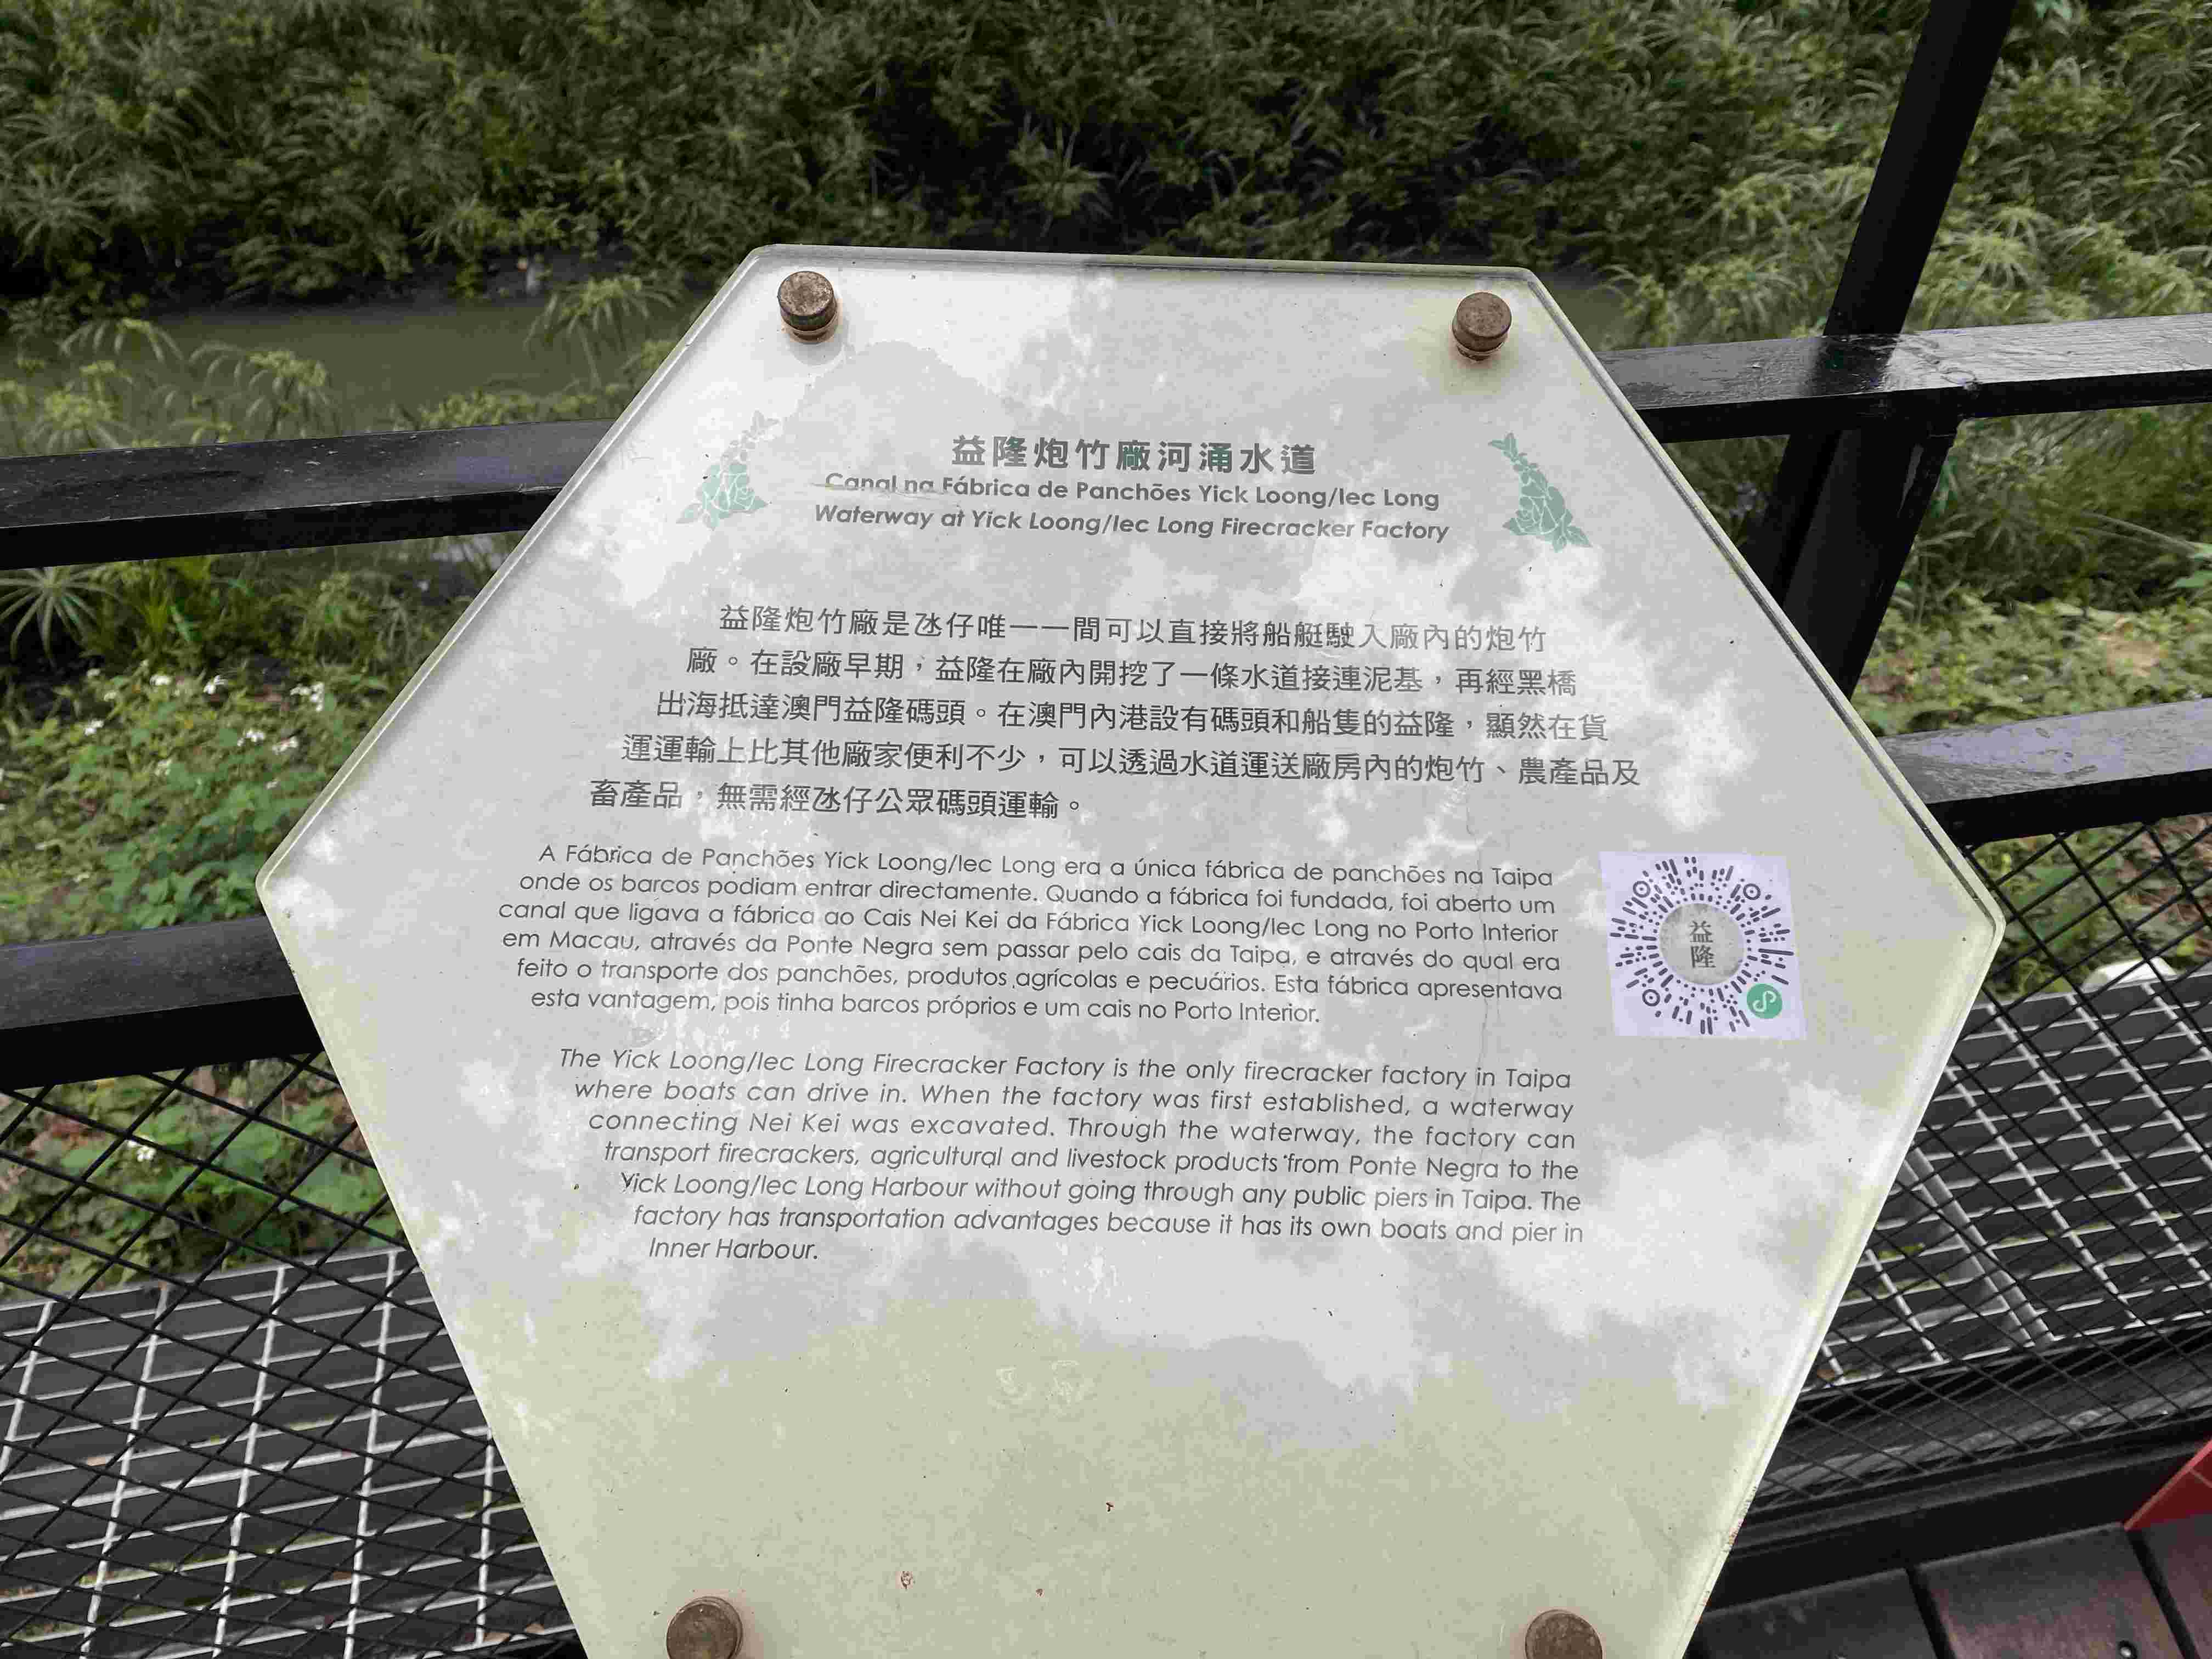 益隆炮竹廠河涌水道
Canal na Fábrica de Panchões Yick Loong/Iec Long
Waterway at Yick Loong/Iec Long Firecracker Factory
益隆炮竹廠是氹仔唯一一間可以直接將船艇駛入廠內的炮竹
廠。在設廠早期，益隆在廠內開挖了一條水道接連泥基，再經黑橋
出海抵達澳門益隆碼頭。在澳門內港設有碼頭和船隻的益隆，顯然在貨
運運輸上比其他廠家便利不少，可以透過水道運送廠房內的炮竹、農產品及
畜產品，無需經氹仔公眾碼頭運輸。
A Fábrica de Panchões Yick Loong/Iec Long era a única fábrica de panchões na Taipa
onde os barcos podiam entrar directamente. Quando a fábrica foi fundada, foi aberto um
canal que ligava a fábrica ao Cais Nei Kei da Fábrica Yick Loong/Iec Long no Porto Interior
em Macau, através da Ponte Negra sem passar pelo cais da Taipa, e através do qual era
feito o transporte dos panchões, produtos agrícolas e pecuários. Esta fábrica apresentava
esta vantagem, pois tinha barcos próprios e um cais no Porto Interior.
益
隆
The Yick Loong/Iec Long Firecracker Factory is the only firecracker factory in Taipa
where boats can drive in. When the factory was first established, a waterway
connecting Nei Kei was excavated. Through the waterway, the factory can
transport firecrackers, agricultural and livestock products from Ponte Negra to the
Yick Loong/Iec Long Harbour without going through any public piers in Taipa. The
factory has transportation advantages because it has its own boats and pier in
Inner Harbour.